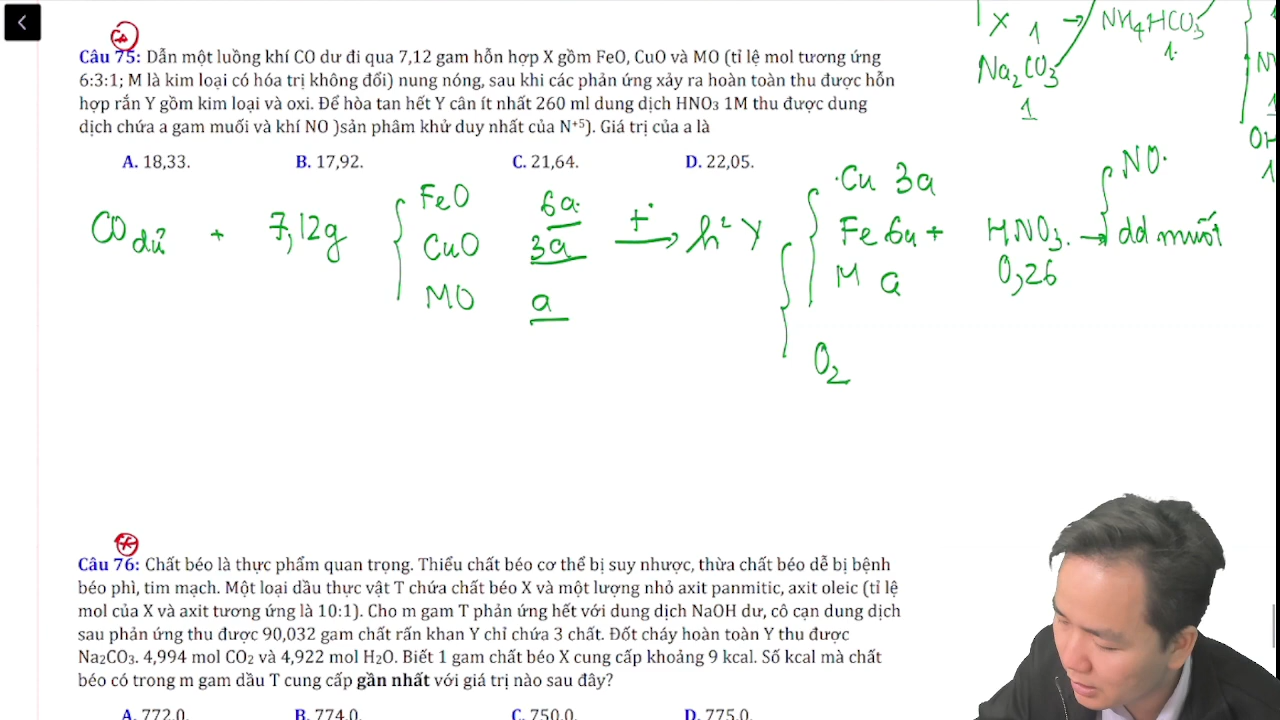 X 1 → NH4HCO3
1
Na2CO3
1
Câu 75: Dẫn một luồng khí CO dư đi qua 7,12 gam hỗn hợp X gồm FeO, CuO và MO (tỉ lệ mol tương ứng
6:3:1; M là kim loại có hóa trị không đổi) nung nóng, sau khi các phản ứng xảy ra hoàn toàn thu được hỗn
hợp rắn Y gồm kim loại và oxi. Để hòa tan hết Y cân ít nhất 260 ml dung dịch HNO3 1M thu được dung
dịch chứa a gam muối và khí NO )sản phâm khử duy nhất của N+5). Giá trị của a là
A. 18,33. B. 17,92. C. 21,64. D. 22,05.
CO dư + 7,12g
FeO 6a
CuO 3a
MO a
t° → h² Y
Cu 3a
Fe 6a + HNO3 → dd muối
M a 0,26
NO
O2
Câu 76: Chất béo là thực phẩm quan trọng. Thiểu chất béo cơ thể bị suy nhược, thừa chất béo dễ bị bệnh
béo phì, tim mạch. Một loại dầu thực vật T chứa chất béo X và một lượng nhỏ axit panmitic, axit oleic (tỉ lệ
mol của X và axit tương ứng là 10:1). Cho m gam T phản ứng hết với dung dịch NaOH dư, cô cạn dung dịch
sau phản ứng thu được 90,032 gam chất rấn khan Y chỉ chứa 3 chất. Đốt cháy hoàn toàn Y thu được
Na2CO3. 4,994 mol CO2 và 4,922 mol H2O. Biết 1 gam chất béo X cung cấp khoảng 9 kcal. Số kcal mà chất
béo có trong m gam dầu T cung cấp gần nhất với giá trị nào sau đây?
A. 772,0. B. 774,0. C. 750,0. D. 775,0.